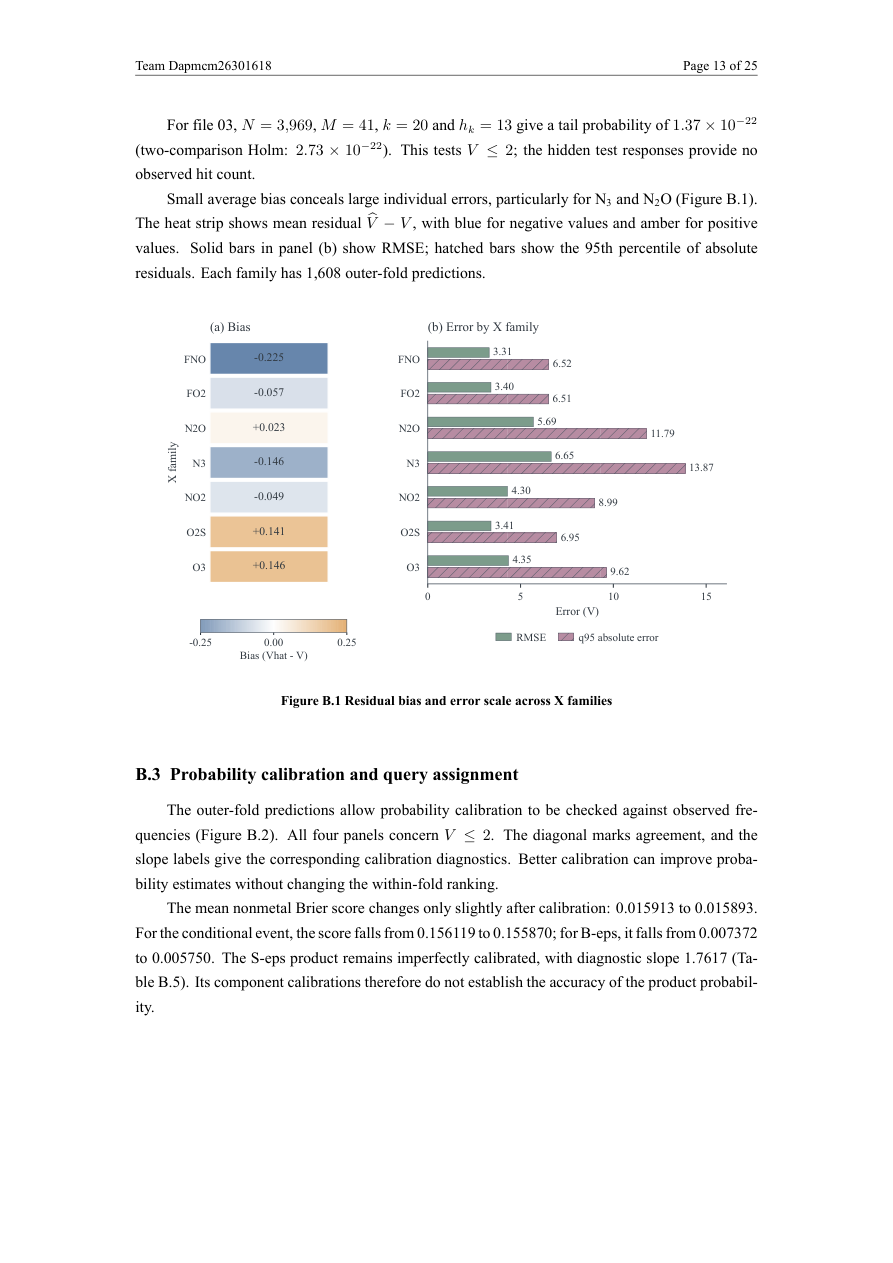 Team Dapmcm26301618 Page 13 of 25
For file 03, N = 3,969, M = 41, k = 20 and hₖ = 13 give a tail probability of 1.37 × 10⁻²²
(two-comparison Holm: 2.73 × 10⁻²²). This tests V ≤ 2; the hidden test responses provide no
observed hit count.
Small average bias conceals large individual errors, particularly for N₃ and N₂O (Figure B.1).
The heat strip shows mean residual V̂ − V, with blue for negative values and amber for positive
values. Solid bars in panel (b) show RMSE; hatched bars show the 95th percentile of absolute
residuals. Each family has 1,608 outer-fold predictions.
(a) Bias
X family
FNO -0.225
FO2 -0.057
N2O +0.023
N3 -0.146
NO2 -0.049
O2S +0.141
O3 +0.146
-0.25 0.00 0.25
Bias (Vhat - V)
(b) Error by X family
FNO 3.31 6.52
FO2 3.40 6.51
N2O 5.69 11.79
N3 6.65 13.87
NO2 4.30 8.99
O2S 3.41 6.95
O3 4.35 9.62
0 5 10 15
Error (V)
RMSE q95 absolute error
Figure B.1 Residual bias and error scale across X families
B.3 Probability calibration and query assignment
The outer-fold predictions allow probability calibration to be checked against observed fre-
quencies (Figure B.2). All four panels concern V ≤ 2. The diagonal marks agreement, and the
slope labels give the corresponding calibration diagnostics. Better calibration can improve proba-
bility estimates without changing the within-fold ranking.
The mean nonmetal Brier score changes only slightly after calibration: 0.015913 to 0.015893.
For the conditional event, the score falls from 0.156119 to 0.155870; for B-eps, it falls from 0.007372
to 0.005750. The S-eps product remains imperfectly calibrated, with diagnostic slope 1.7617 (Ta-
ble B.5). Its component calibrations therefore do not establish the accuracy of the product probabil-
ity.